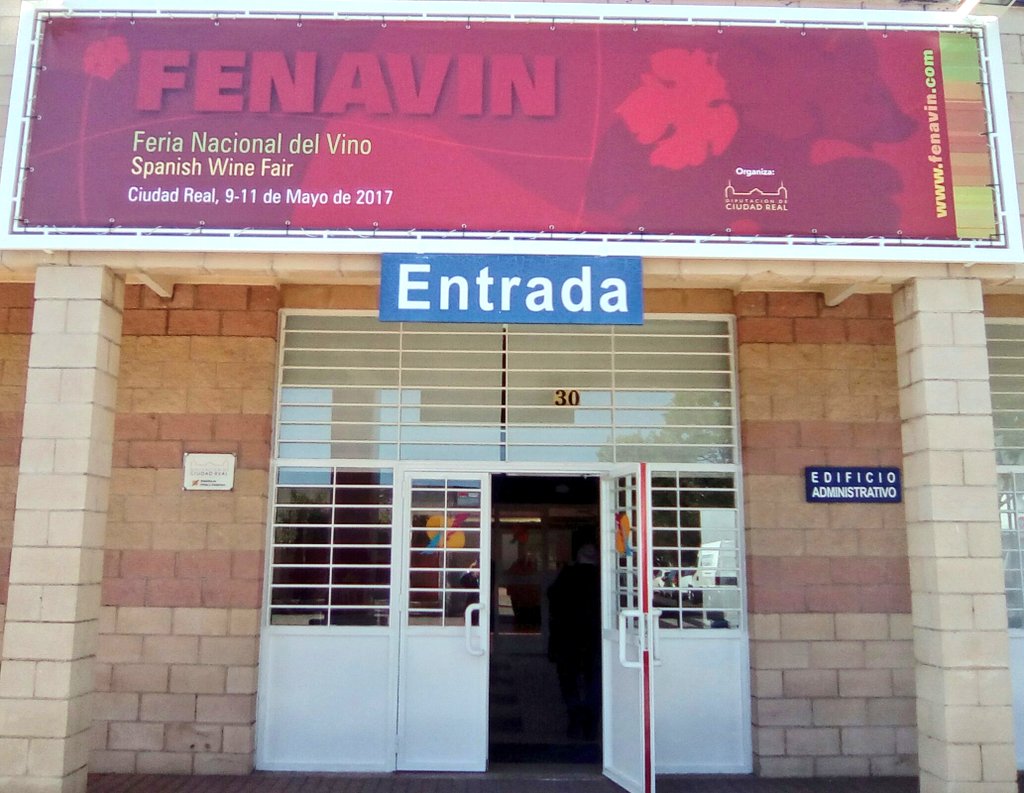 FENAVIN
Feria Nacional del Vino
Spanish Wine Fair
Ciudad Real, 9-11 de Mayo de 2017
Organiza:
DIPUTACIÓN DE
CIUDAD REAL
www.fenavin.com
Entrada
30
CIUDAD REAL
EDIFICIO
ADMINISTRATIVO